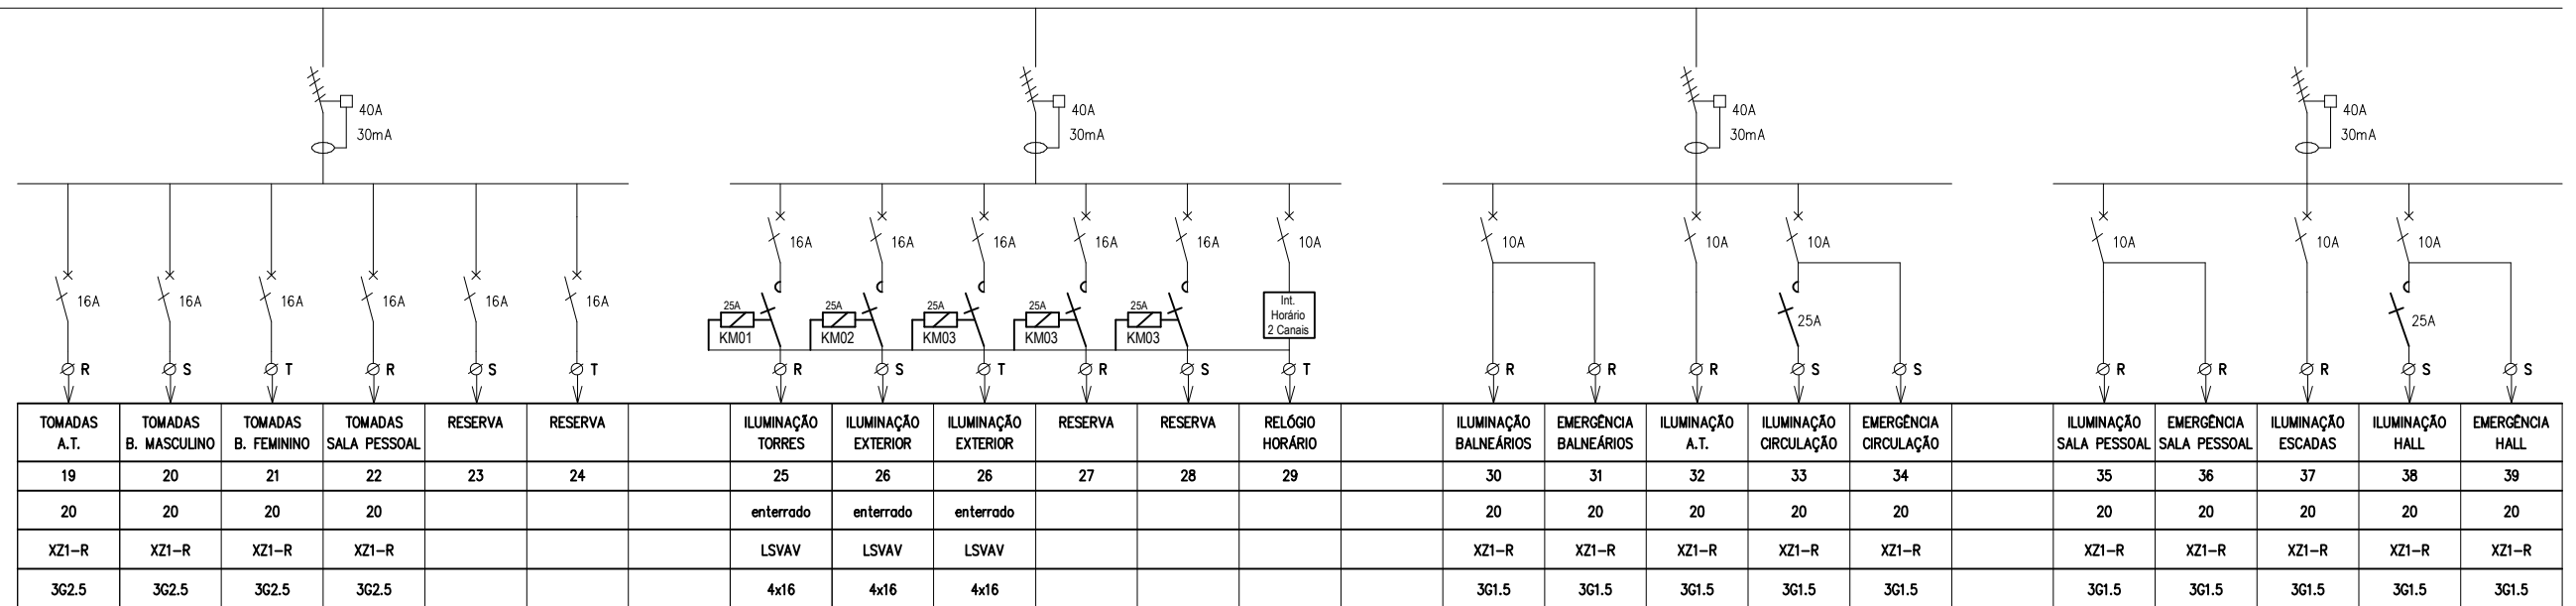 40A 40A 40A 40A
30mA 30mA 30mA 30mA
16A 16A 16A 16A 16A 10A 10A 10A 10A 10A 10A 10A
16A 16A 16A 16A 16A 16A
25A 25A 25A 25A 25A
Int.
Horário
2 Canais
25A 25A
KM01 KM02 KM03 KM03 KM03
R S T R S T R S T R S T R R R S S R R R S S
TOMADAS TOMADAS TOMADAS TOMADAS RESERVA RESERVA ILUMINAÇÃO ILUMINAÇÃO ILUMINAÇÃO RESERVA RESERVA RELÓGIO ILUMINAÇÃO EMERGÊNCIA ILUMINAÇÃO ILUMINAÇÃO EMERGÊNCIA ILUMINAÇÃO EMERGÊNCIA ILUMINAÇÃO ILUMINAÇÃO EMERGÊNCIA
A.T. B. MASCULINO B. FEMININO SALA PESSOAL TORRES EXTERIOR EXTERIOR HORÁRIO BALNEÁRIOS BALNEÁRIOS A.T. CIRCULAÇÃO CIRCULAÇÃO SALA PESSOAL SALA PESSOAL ESCADAS HALL HALL
19 20 21 22 23 24 25 26 26 27 28 29 30 31 32 33 34 35 36 37 38 39
20 20 20 20 enterrado enterrado enterrado 20 20 20 20 20 20 20 20 20 20
XZ1-R XZ1-R XZ1-R XZ1-R LSVAV LSVAV LSVAV XZ1-R XZ1-R XZ1-R XZ1-R XZ1-R XZ1-R XZ1-R XZ1-R XZ1-R XZ1-R
3G2.5 3G2.5 3G2.5 3G2.5 4x16 4x16 4x16 3G1.5 3G1.5 3G1.5 3G1.5 3G1.5 3G1.5 3G1.5 3G1.5 3G1.5 3G1.5